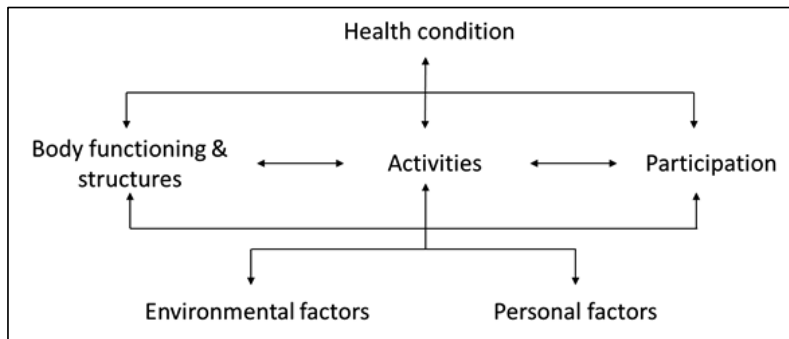 Health condition
Body functioning &
structures
Activities
Participation
Environmental factors
Personal factors